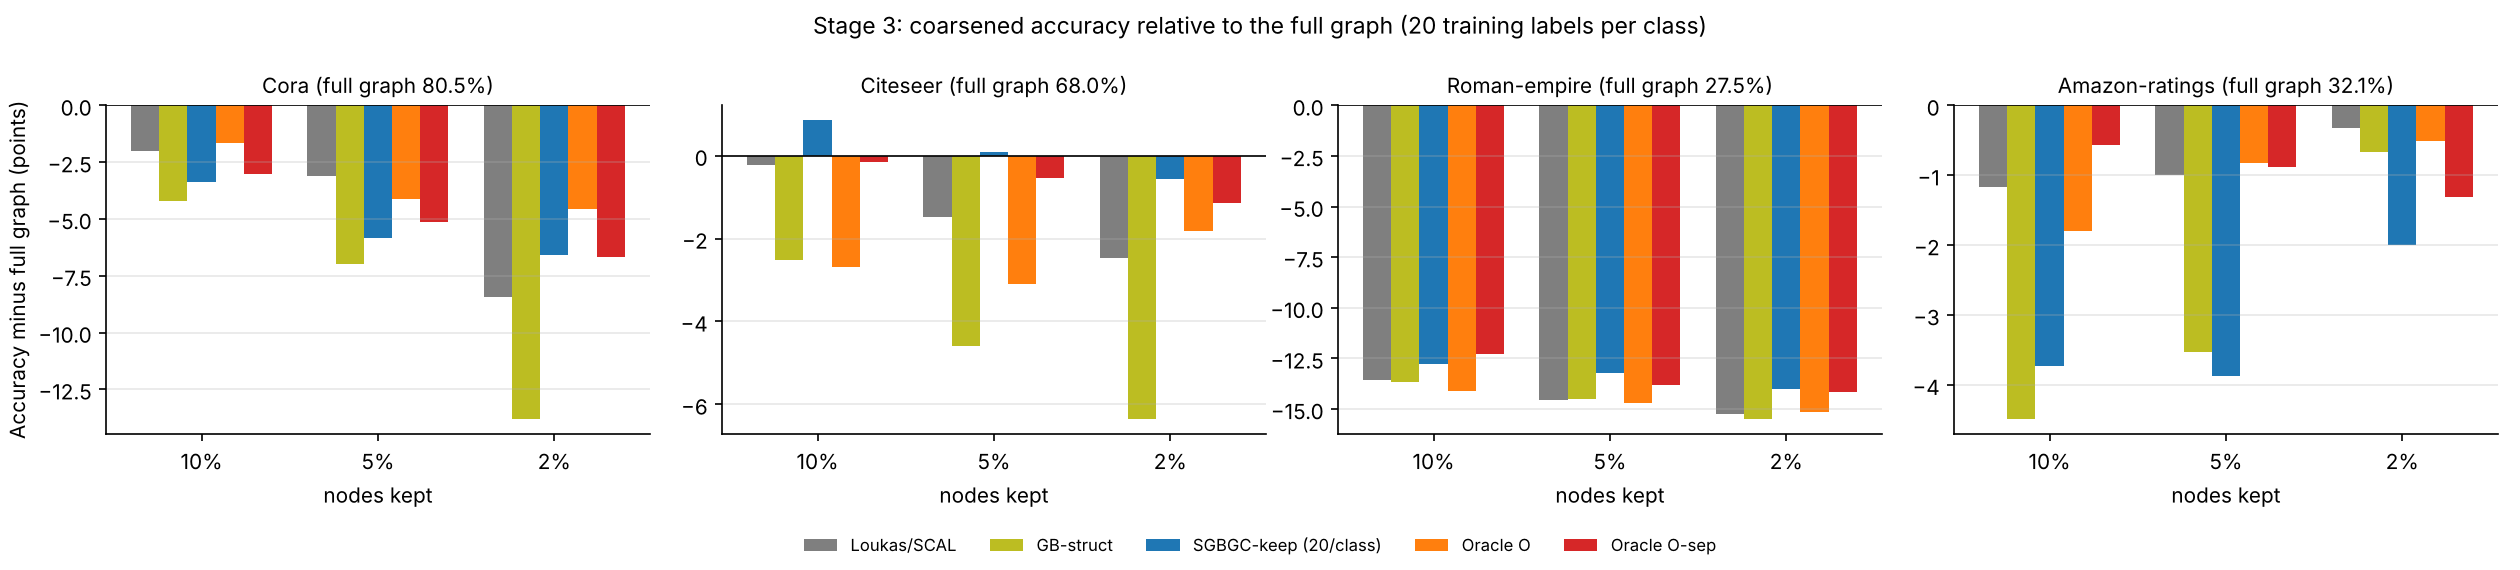 Stage 3: coarsened accuracy relative to the full graph (20 training labels per class)
Accuracy minus full graph (points)
Cora (full graph 80.5%)
0.0
−2.5
−5.0
−7.5
−10.0
−12.5
10% 5% 2%
nodes kept
Citeseer (full graph 68.0%)
0
−2
−4
−6
10% 5% 2%
nodes kept
Roman-empire (full graph 27.5%)
0.0
−2.5
−5.0
−7.5
−10.0
−12.5
−15.0
10% 5% 2%
nodes kept
Amazon-ratings (full graph 32.1%)
0
−1
−2
−3
−4
10% 5% 2%
nodes kept
Loukas/SCAL GB-struct SGBGC-keep (20/class) Oracle O Oracle O-sep